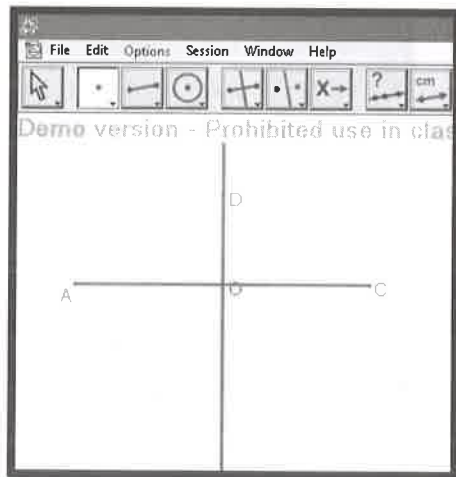 File Edit Options Session Window Help
? cm
Demo version - Prohibited use in clas
D
A O C